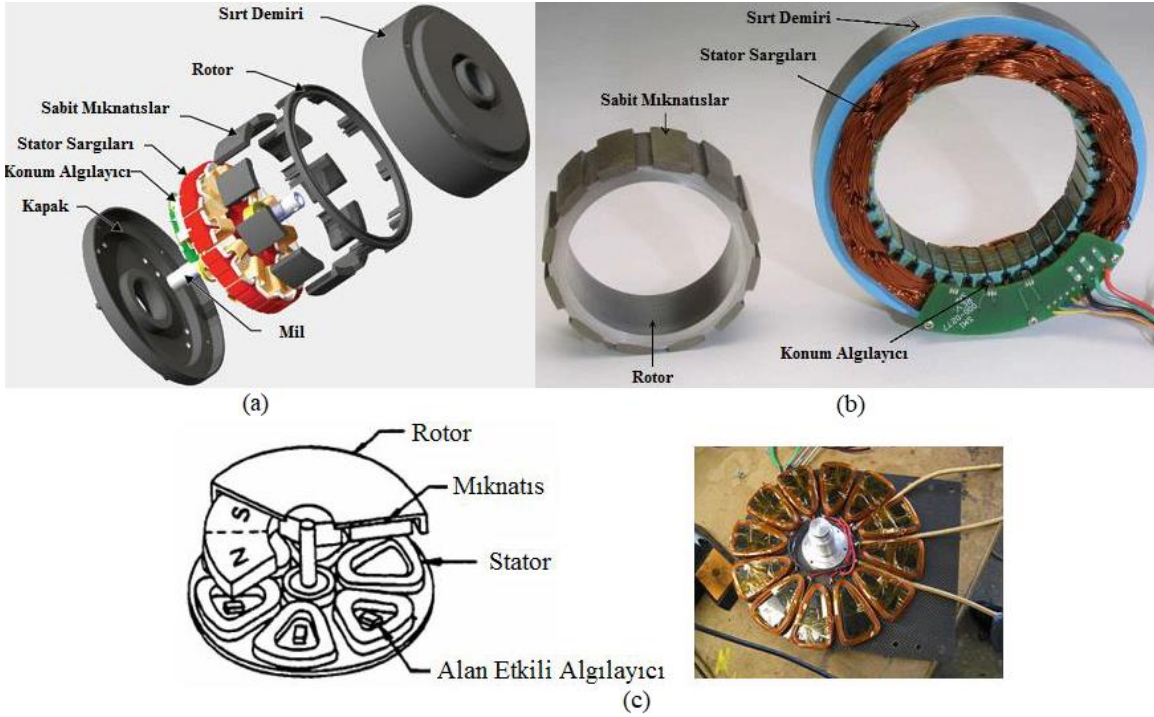 Sırt Demiri
Rotor
Sabit Mıknatıslar
Stator Sargıları
Konum Algılayıcı
Kapak
Mil
(a)
Sırt Demiri
Stator Sargıları
Sabit Mıknatıslar
Rotor
Konum Algılayıcı
(b)
Rotor
Mıknatıs
S
N
Stator
Alan Etkili Algılayıcı
(c)